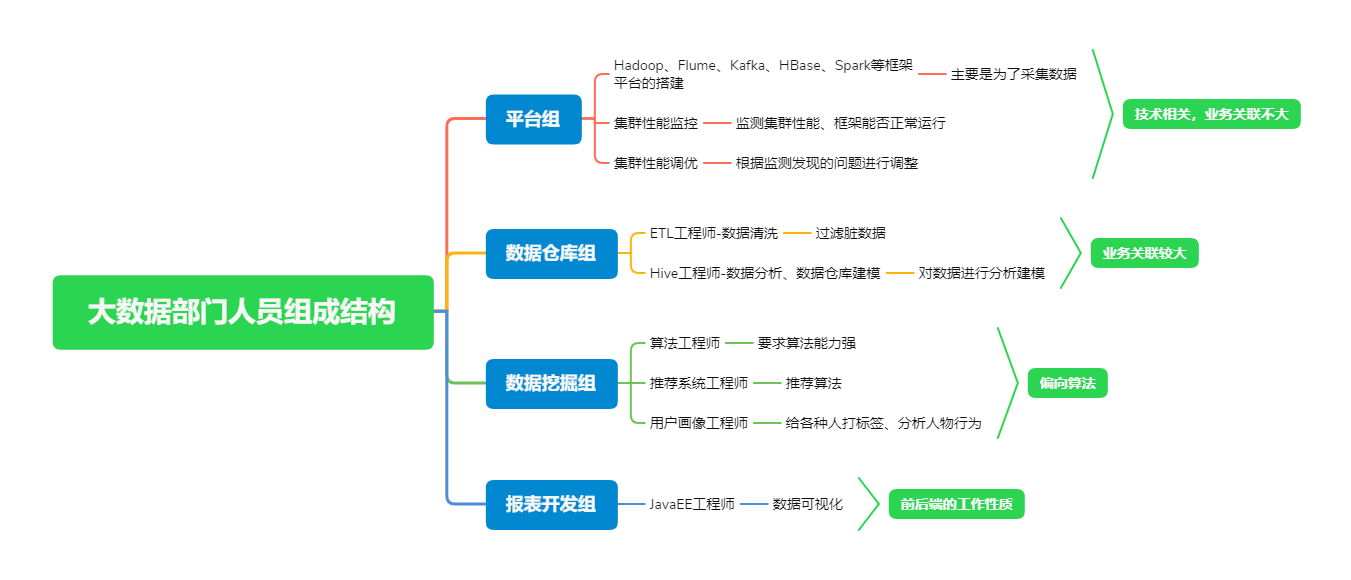 大数据部门人员组成结构
平台组
Hadoop、Flume、Kafka、HBase、Spark等框架
平台的搭建
主要是为了采集数据
集群性能监控
监测集群性能、框架能否正常运行
集群性能调优
根据监测发现的问题进行调整
技术相关，业务关联不大
数据仓库组
ETL工程师-数据清洗
过滤脏数据
Hive工程师-数据分析、数据仓库建模
对数据进行分析建模
业务关联较大
数据挖掘组
算法工程师
要求算法能力强
推荐系统工程师
推荐算法
用户画像工程师
给各种人打标签、分析人物行为
偏向算法
报表开发组
JavaEE工程师
数据可视化
前后端的工作性质